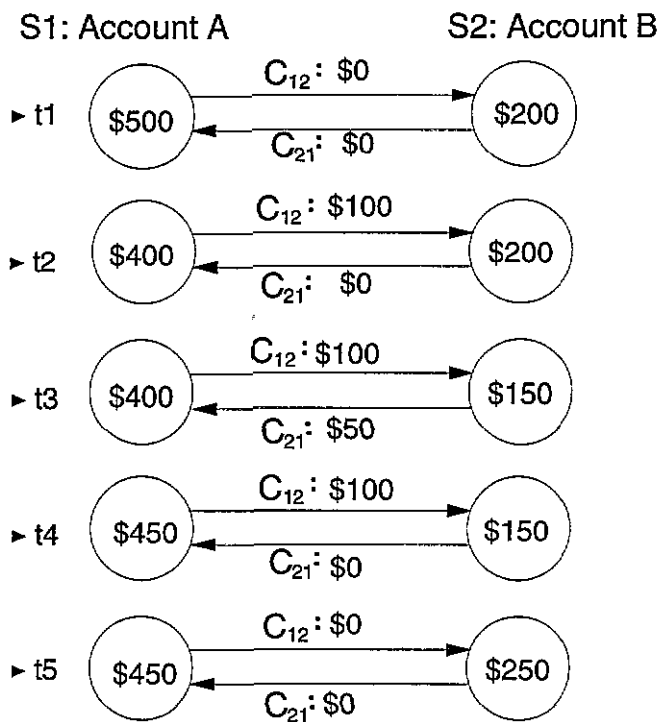 S1: Account A S2: Account B
C₁₂: $0
► t1 $500 $200
C₂₁: $0
C₁₂: $100
► t2 $400 $200
C₂₁: $0
C₁₂: $100
► t3 $400 $150
C₂₁: $50
C₁₂: $100
► t4 $450 $150
C₂₁: $0
C₁₂: $0
► t5 $450 $250
C₂₁: $0